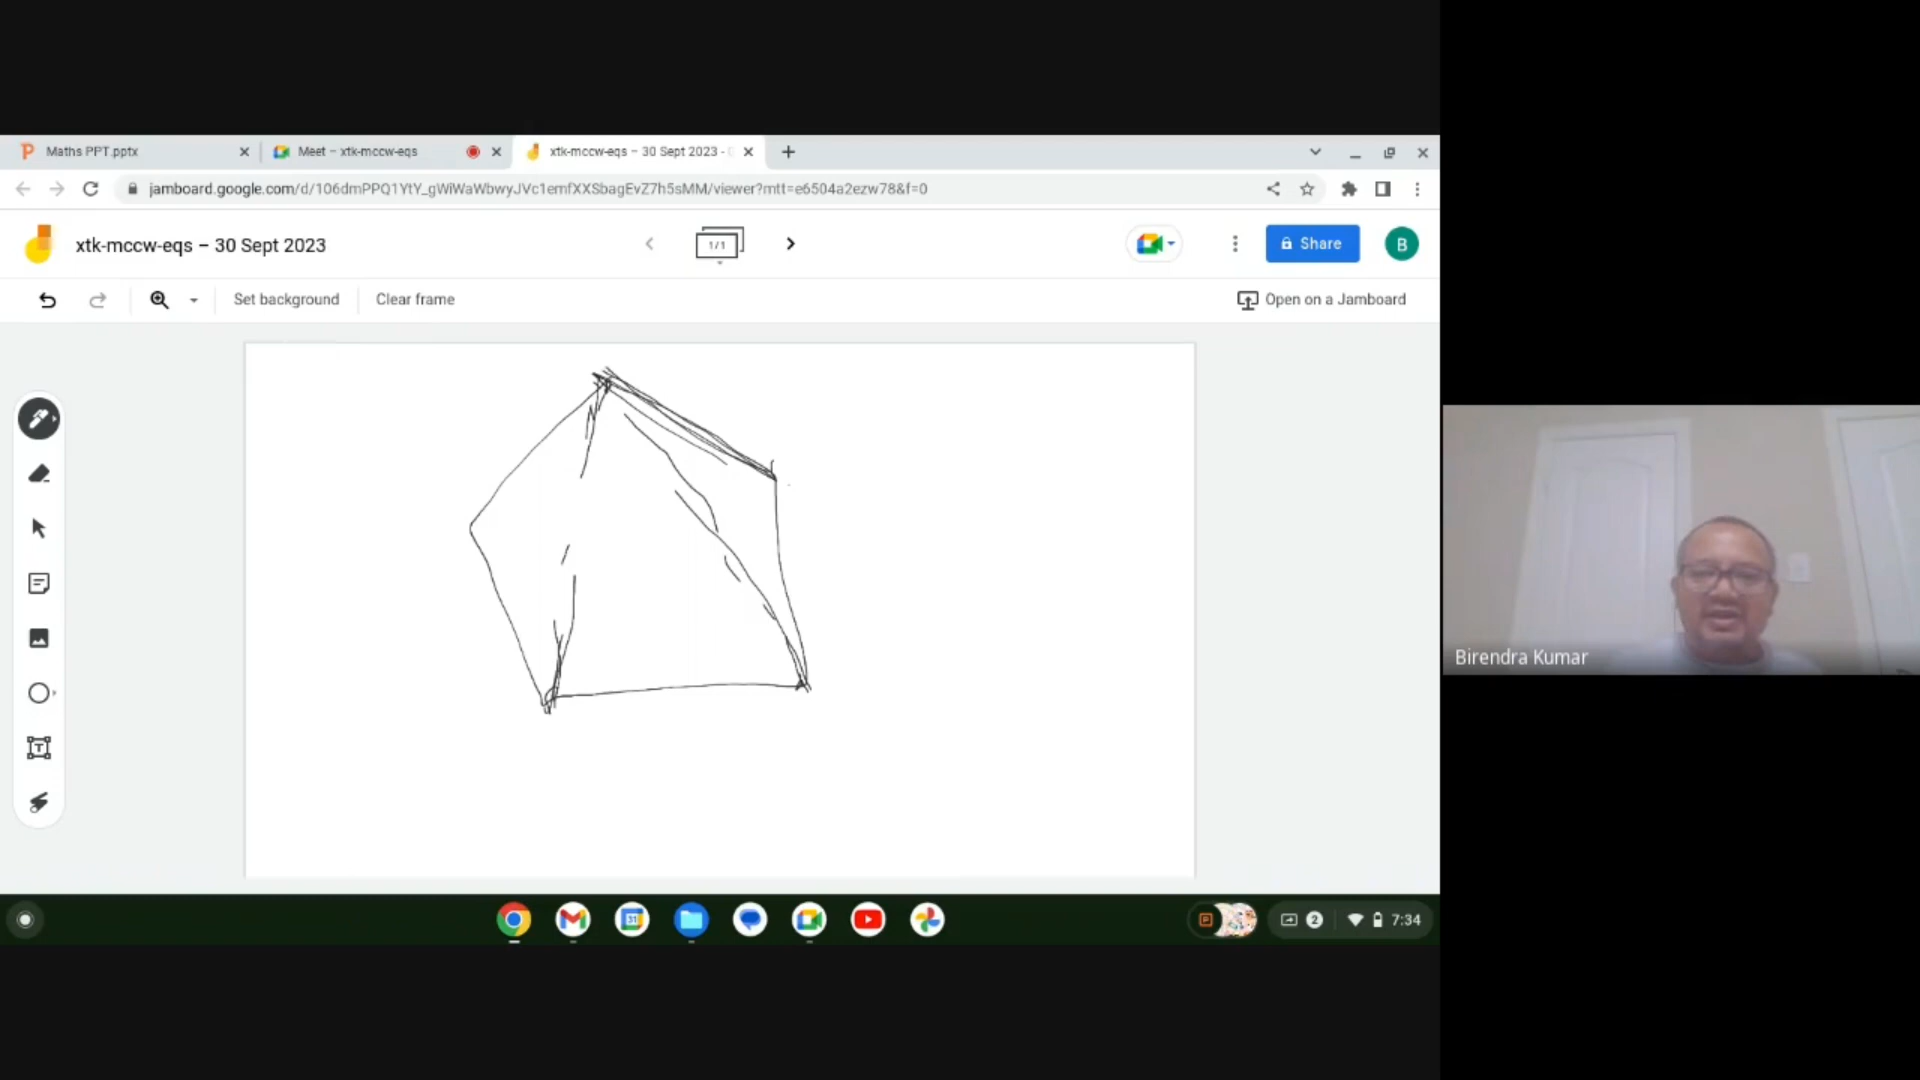 Maths PPT.pptx
Meet – xtk-mccw-eqs
xtk-mccw-eqs – 30 Sept 2023 -
jamboard.google.com/d/106dmPPQ1YtY_gWiWaWbwyJVc1emfXXSbagEvZ7h5sMM/viewer?mtt=e6504a2ezw78&f=0
xtk-mccw-eqs – 30 Sept 2023
1/1
Share
B
Set background
Clear frame
Open on a Jamboard
Birendra Kumar
31
2
7:34